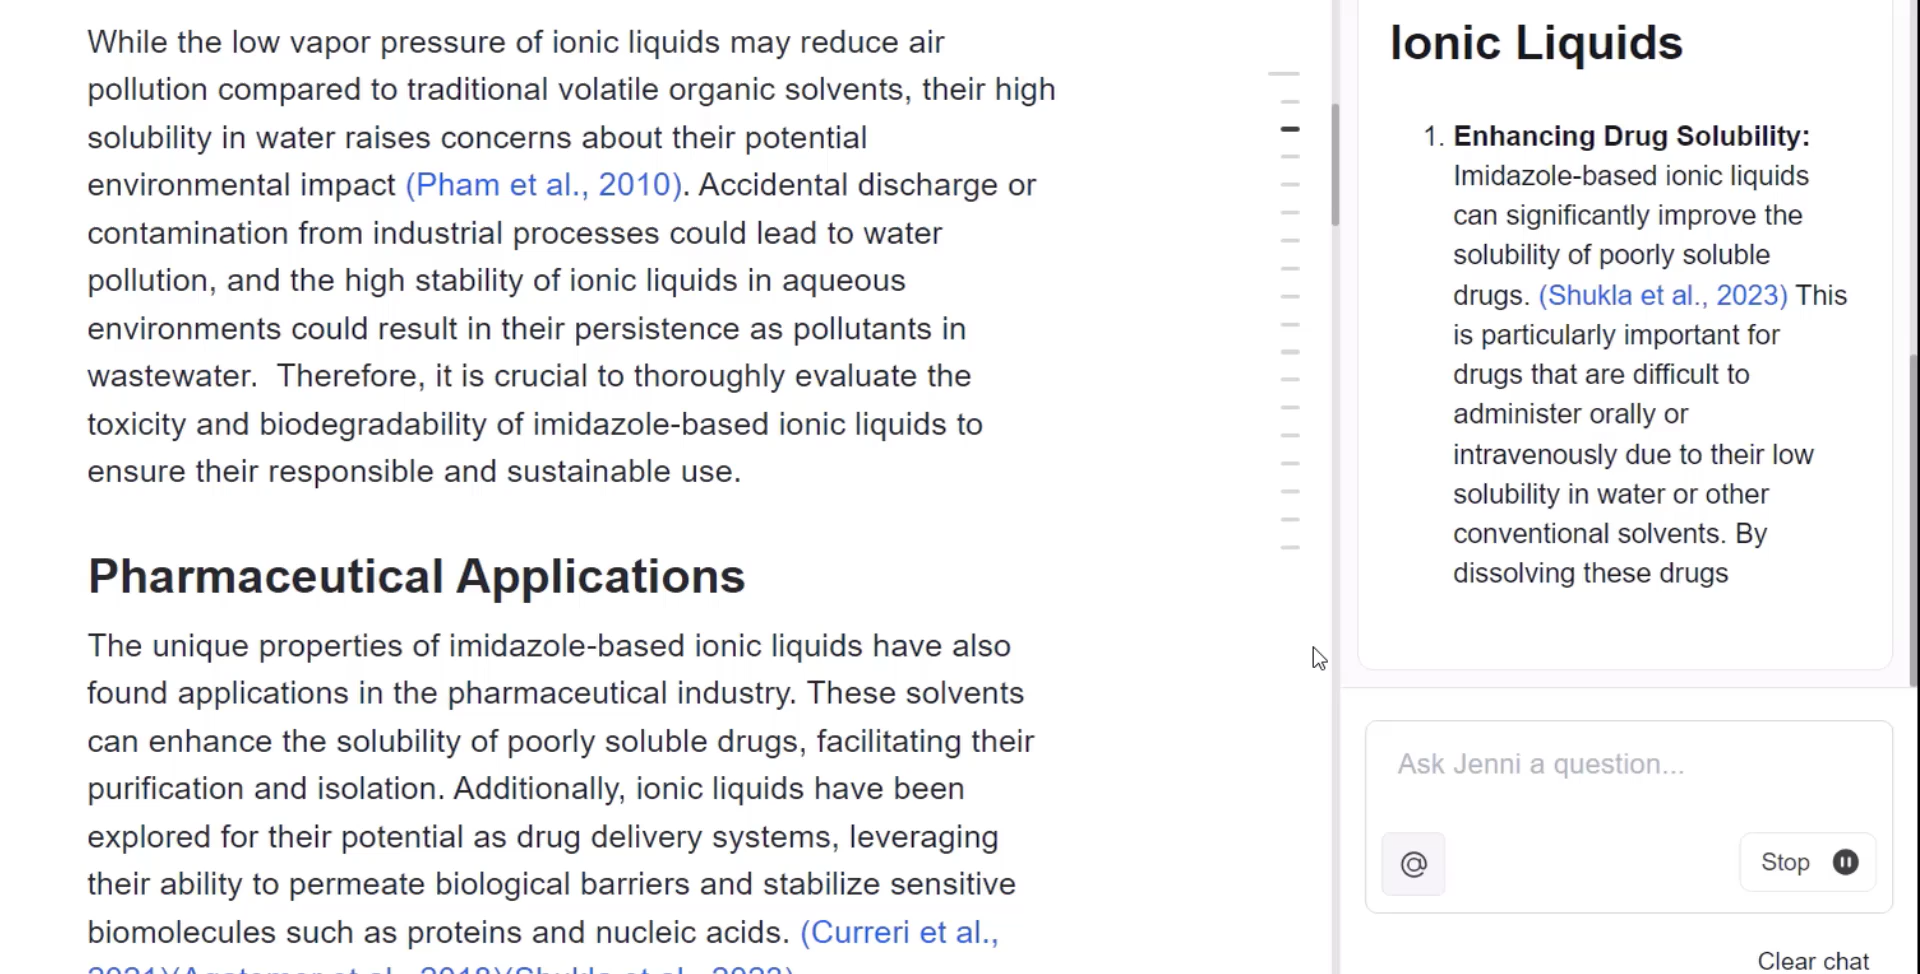 While the low vapor pressure of ionic liquids may reduce air
pollution compared to traditional volatile organic solvents, their high
solubility in water raises concerns about their potential
environmental impact (Pham et al., 2010). Accidental discharge or
contamination from industrial processes could lead to water
pollution, and the high stability of ionic liquids in aqueous
environments could result in their persistence as pollutants in
wastewater.  Therefore, it is crucial to thoroughly evaluate the
toxicity and biodegradability of imidazole-based ionic liquids to
ensure their responsible and sustainable use.
Pharmaceutical Applications
The unique properties of imidazole-based ionic liquids have also
found applications in the pharmaceutical industry. These solvents
can enhance the solubility of poorly soluble drugs, facilitating their
purification and isolation. Additionally, ionic liquids have been
explored for their potential as drug delivery systems, leveraging
their ability to permeate biological barriers and stabilize sensitive
biomolecules such as proteins and nucleic acids. (Curreri et al.,
2021)(Agatemor et al., 2018)(Shukla et al., 2023)
Ionic Liquids
1. Enhancing Drug Solubility:
Imidazole-based ionic liquids
can significantly improve the
solubility of poorly soluble
drugs. (Shukla et al., 2023) This
is particularly important for
drugs that are difficult to
administer orally or
intravenously due to their low
solubility in water or other
conventional solvents. By
dissolving these drugs
Ask Jenni a question...
@
Stop
Clear chat